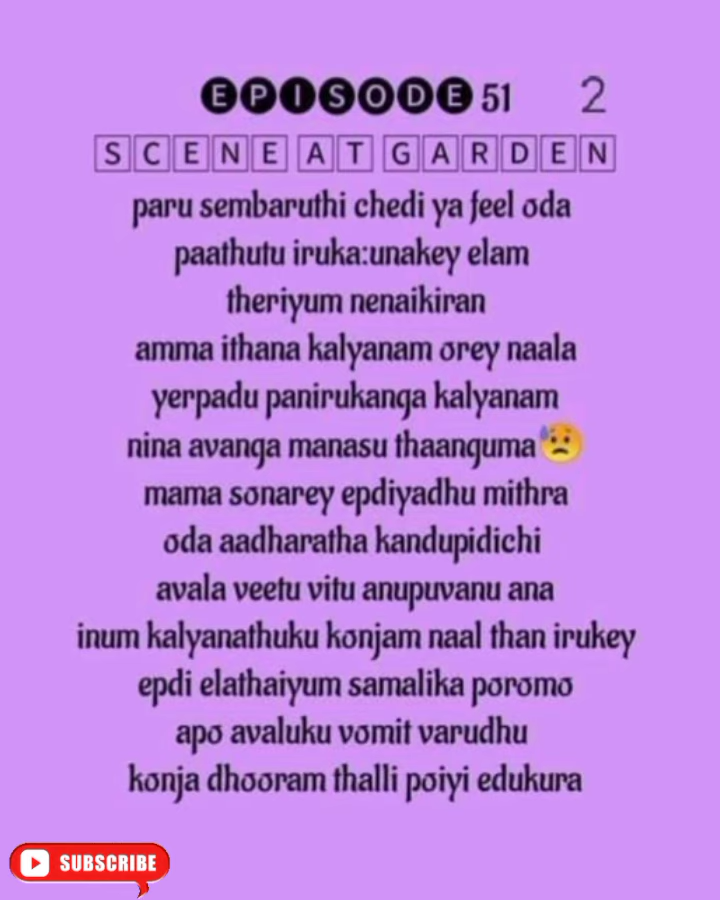 EPISODE 51 2
SCENE AT GARDEN
paru sembaruthi chedi ya feel oda
paathutu iruka:unakey elam
theriyum nenaikiran
amma ithana kalyanam orey naala
yerpadu panirukanga kalyanam
nina avanga manasu thaanguma😥
mama sonarey epdiyadhu mithra
oda aadharatha kandupidichi
avala veetu vitu anupuvanu ana
inum kalyanathuku konjam naal than irukey
epdi elathaiyum samalika poromo
apo avaluku vomit varudhu
konja dhooram thalli poiyi edukura
SUBSCRIBE